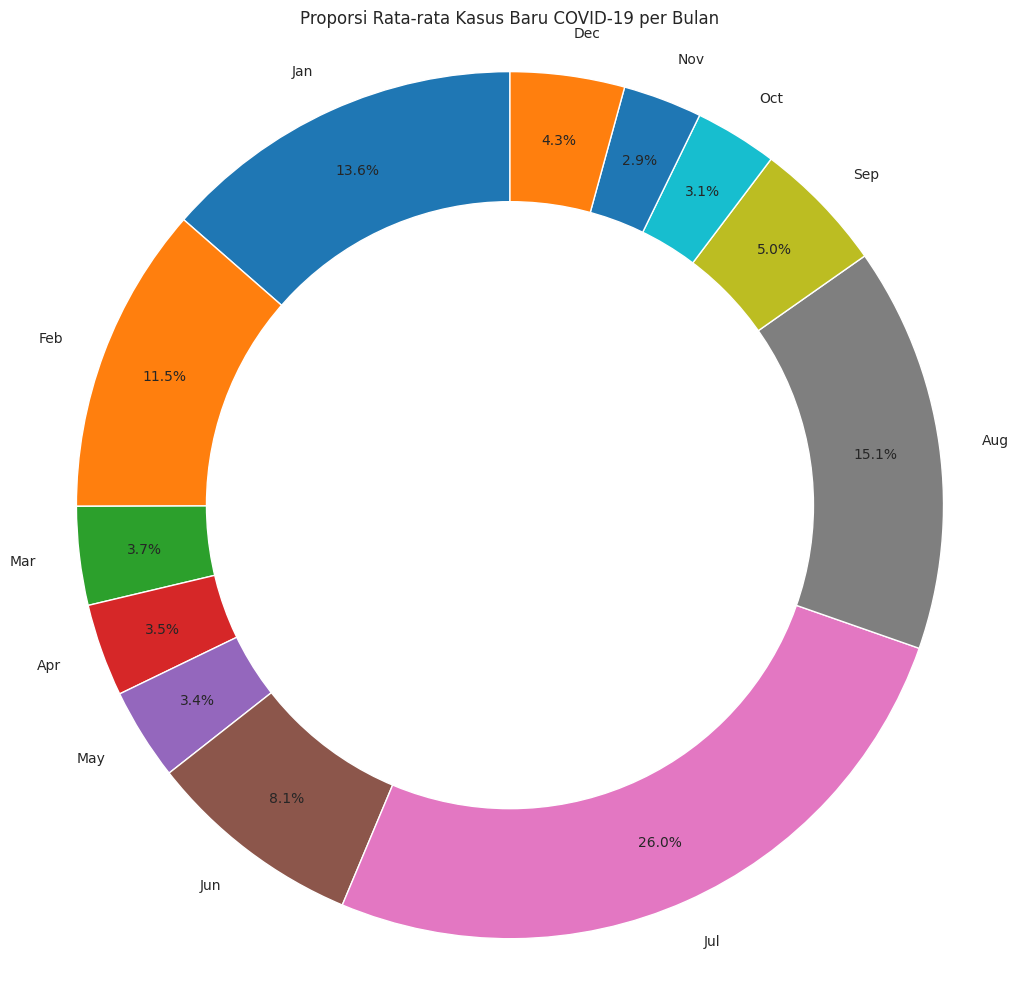 Proporsi Rata-rata Kasus Baru COVID-19 per Bulan
Jan
13.6%
Feb
11.5%
Mar
3.7%
Apr
3.5%
May
3.4%
Jun
8.1%
Jul
26.0%
Aug
15.1%
Sep
5.0%
Oct
3.1%
Nov
2.9%
Dec
4.3%